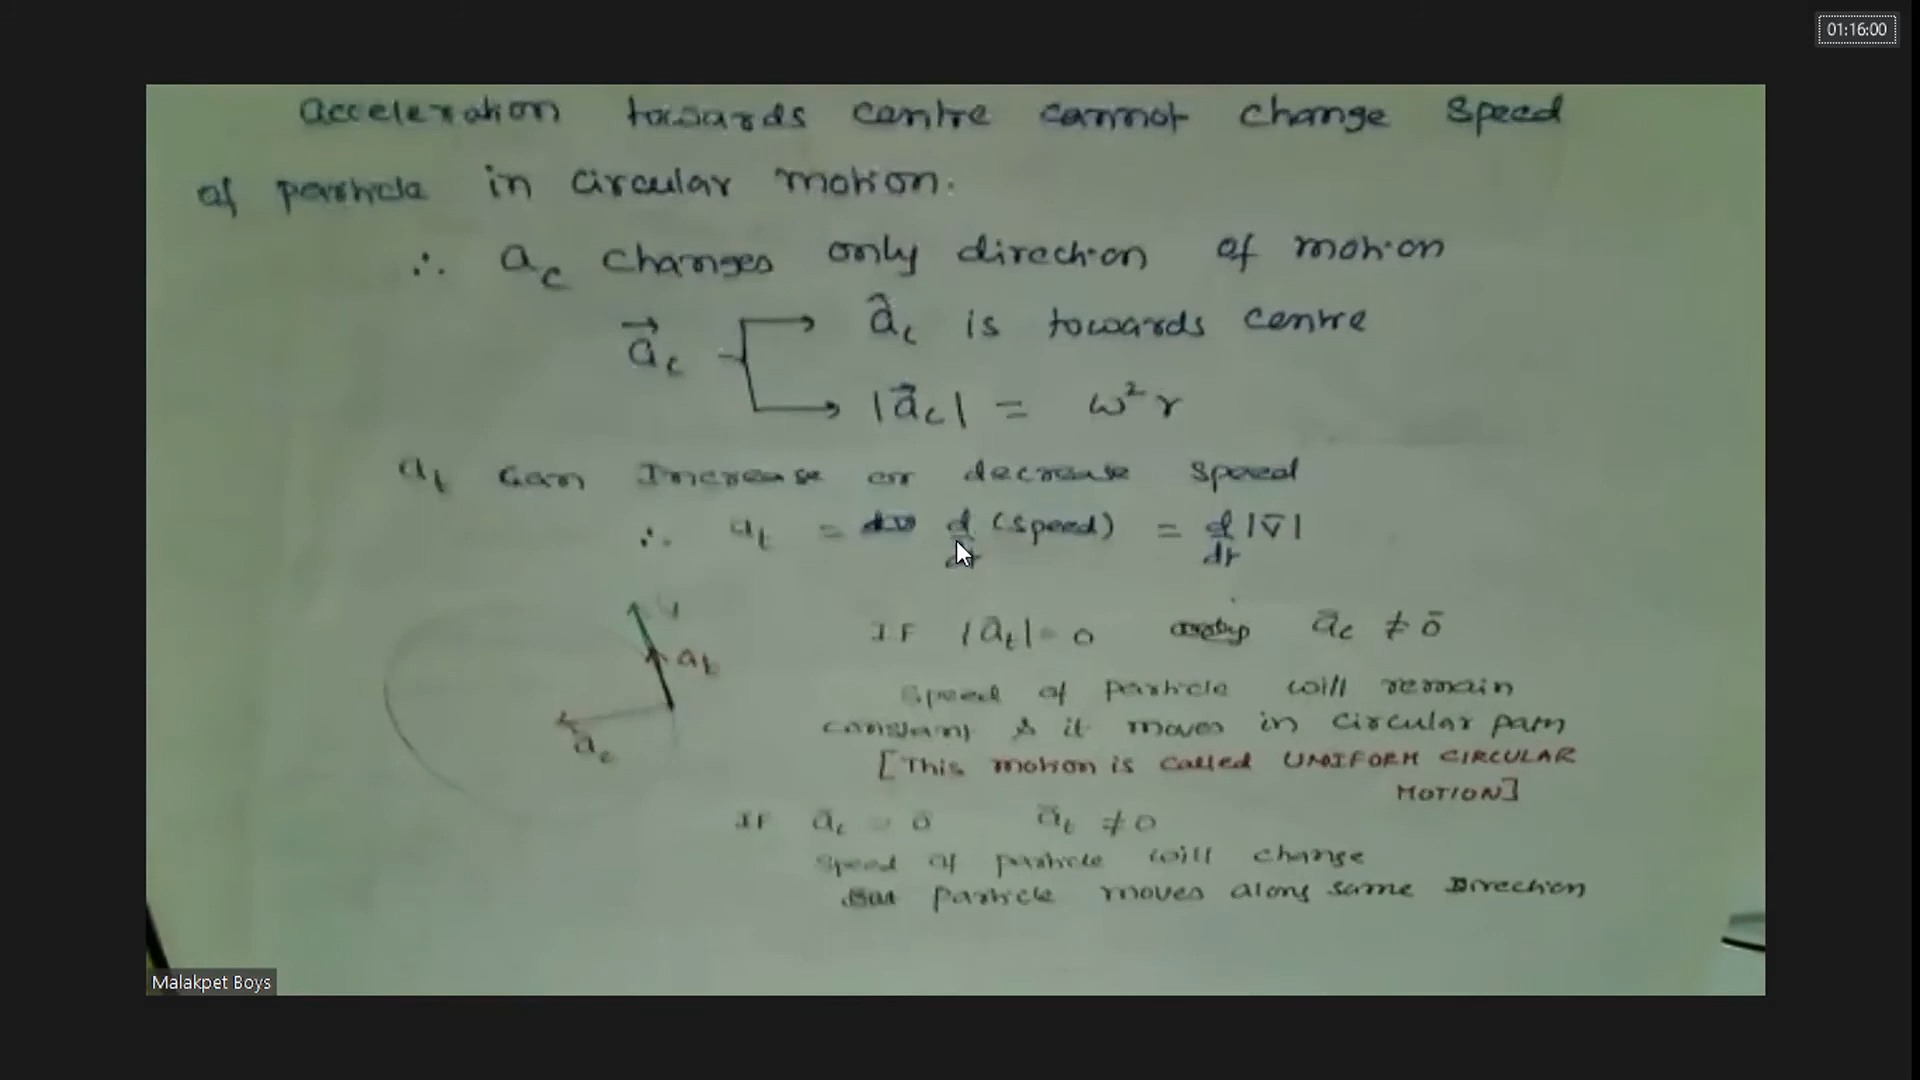 01:16:00
acceleration towards centre cannot change speed
of particle in circular motion.
∴ a_c changes only direction of motion
a⃗_c → â_c is towards centre
→ |a⃗_c| = ω² r
a_t can Increase or decrease speed
∴ a_t = d/dt (speed) = d/dt |v̄|
v
a_t
a_c
IF |ā_t| = 0 ā_c ≠ 0̄
Speed of particle will remain
constant & it moves in circular path
[This motion is called UNIFORM CIRCULAR
MOTION]
IF ā_c = 0 ā_t ≠ 0
Speed of particle will change
But particle moves along same Direction
Malakpet Boys